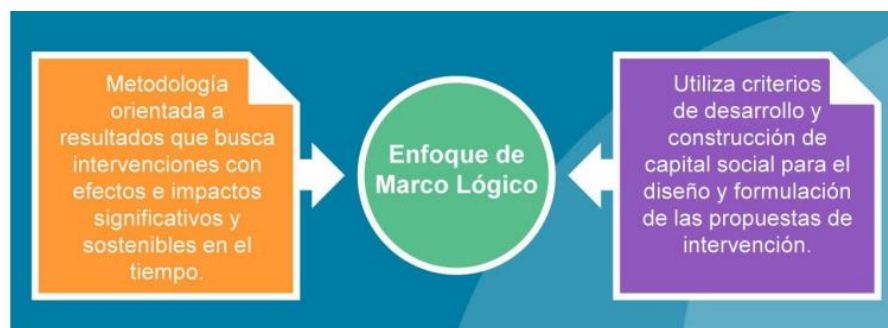 Metodología
orientada a
resultados que busca
intervenciones con
efectos e impactos
significativos y
sostenibles en el
tiempo.
Enfoque de
Marco Lógico
Utiliza criterios
de desarrollo y
construcción de
capital social para el
diseño y formulación
de las propuestas de
intervención.